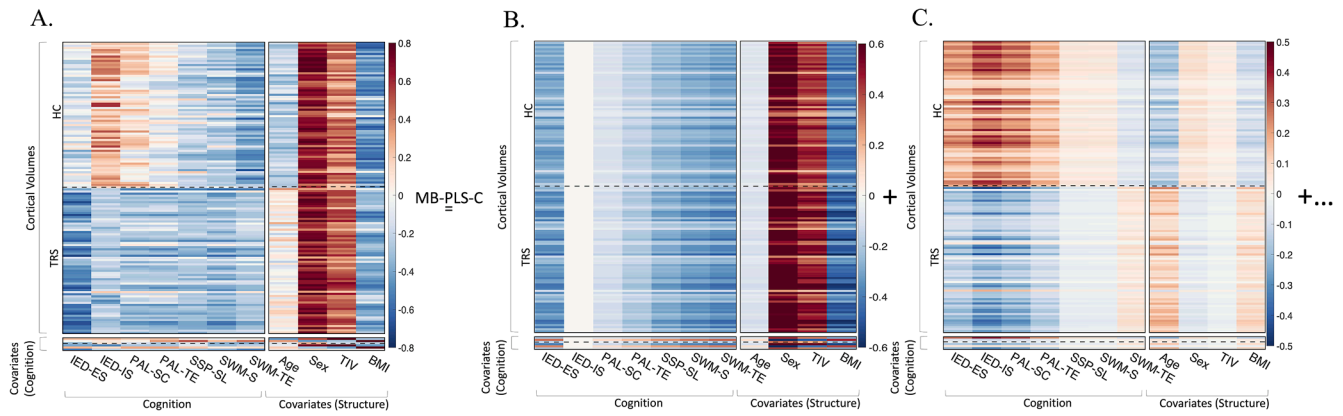 A.
B.
C.
HC
TRS
Cortical Volumes
Covariates
(Cognition)
0.8
0.6
0.4
0.2
0
-0.2
-0.4
-0.6
-0.8
IED-ES
IED-IS
PAL-SC
PAL-TE
SSP-SL
SWM-S
SWM-TE
Age
Sex
TIV
BMI
Cognition
Covariates (Structure)
MB-PLS-C
=
HC
TRS
Cortical Volumes
Covariates
(Cognition)
0.6
0.4
0.2
0
-0.2
-0.4
-0.6
IED-ES
IED-IS
PAL-SC
PAL-TE
SSP-SL
SWM-S
SWM-TE
Age
Sex
TIV
BMI
Cognition
Covariates (Structure)
+
HC
TRS
Cortical Volumes
Covariates
(Cognition)
0.5
0.4
0.3
0.2
0.1
0
-0.1
-0.2
-0.3
-0.4
-0.5
IED-ES
IED-IS
PAL-SC
PAL-TE
SSP-SL
SWM-S
SWM-TE
Age
Sex
TIV
BMI
Cognition
Covariates (Structure)
+...